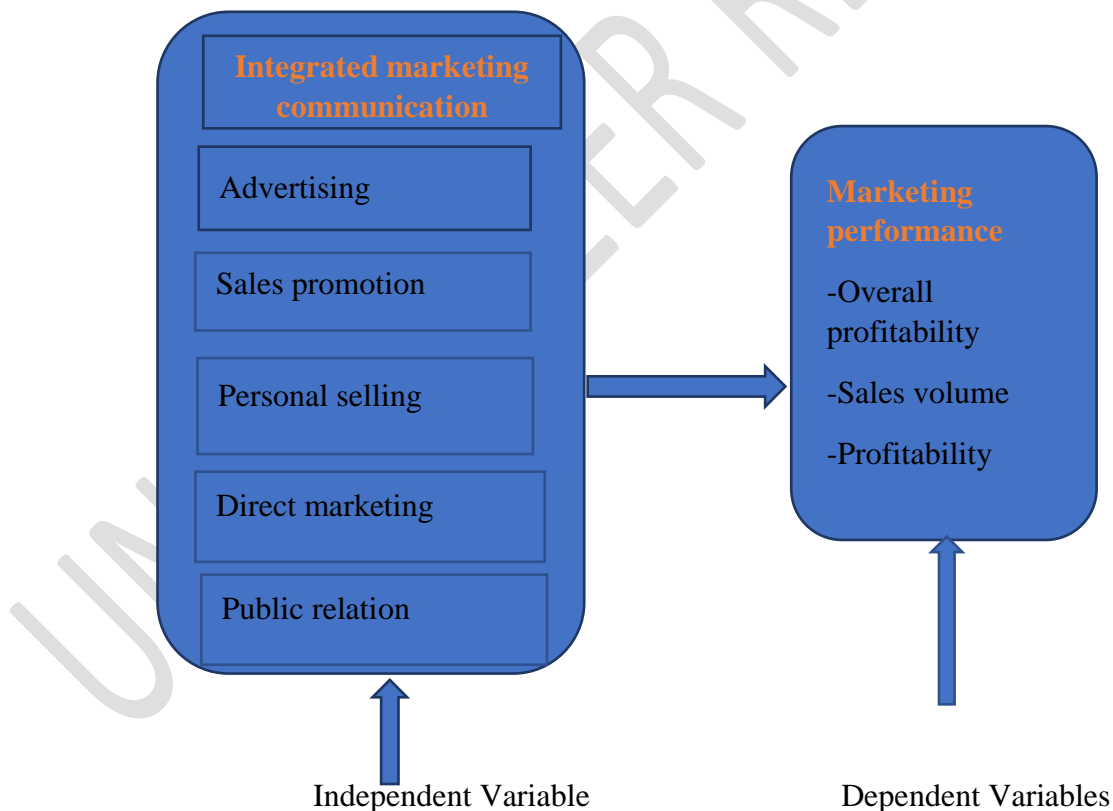 Integrated marketing
communication
Advertising
Sales promotion
Personal selling
Direct marketing
Public relation
Marketing
performance
-Overall
profitability
-Sales volume
-Profitability
Independent Variable
Dependent Variables